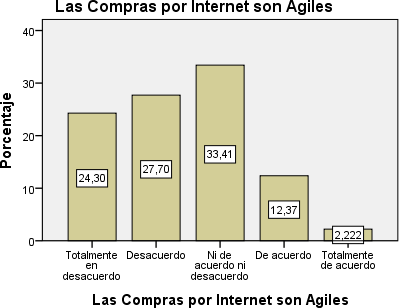 Las Compras por Internet son Agiles
Porcentaje
40
30
20
10
0
24,30
27,70
33,41
12,37
2,222
Totalmente
en
desacuerdo
Desacuerdo
Ni de
acuerdo ni
desacuerdo
De acuerdo
Totalmente
de acuerdo
Las Compras por Internet son Agiles